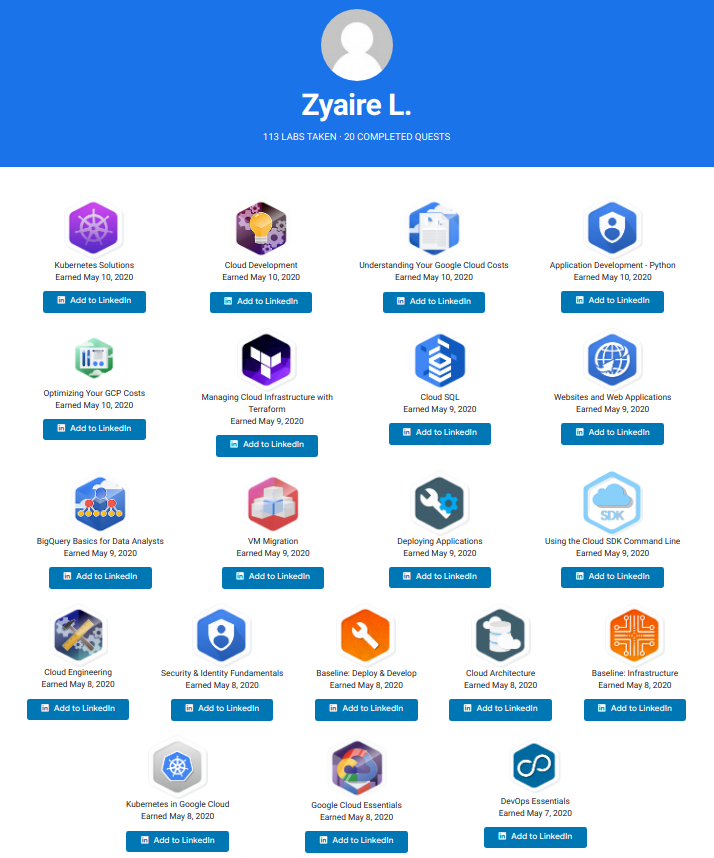 Zyaire L.
113 LABS TAKEN · 20 COMPLETED QUESTS
Kubernetes Solutions
Earned May 10, 2020
Add to LinkedIn
Cloud Development
Earned May 10, 2020
Add to LinkedIn
Understanding Your Google Cloud Costs
Earned May 10, 2020
Add to LinkedIn
Application Development - Python
Earned May 10, 2020
Add to LinkedIn
Optimizing Your GCP Costs
Earned May 10, 2020
Add to LinkedIn
Managing Cloud Infrastructure with
Terraform
Earned May 9, 2020
Add to LinkedIn
Cloud SQL
Earned May 9, 2020
Add to LinkedIn
Websites and Web Applications
Earned May 9, 2020
Add to LinkedIn
BigQuery Basics for Data Analysts
Earned May 9, 2020
Add to LinkedIn
VM Migration
Earned May 9, 2020
Add to LinkedIn
Deploying Applications
Earned May 9, 2020
Add to LinkedIn
SDK
Using the Cloud SDK Command Line
Earned May 9, 2020
Add to LinkedIn
Cloud Engineering
Earned May 8, 2020
Add to LinkedIn
Security & Identity Fundamentals
Earned May 8, 2020
Add to LinkedIn
Baseline: Deploy & Develop
Earned May 8, 2020
Add to LinkedIn
Cloud Architecture
Earned May 8, 2020
Add to LinkedIn
Baseline: Infrastructure
Earned May 8, 2020
Add to LinkedIn
Kubernetes in Google Cloud
Earned May 8, 2020
Add to LinkedIn
Google Cloud Essentials
Earned May 8, 2020
Add to LinkedIn
DevOps Essentials
Earned May 7, 2020
Add to LinkedIn